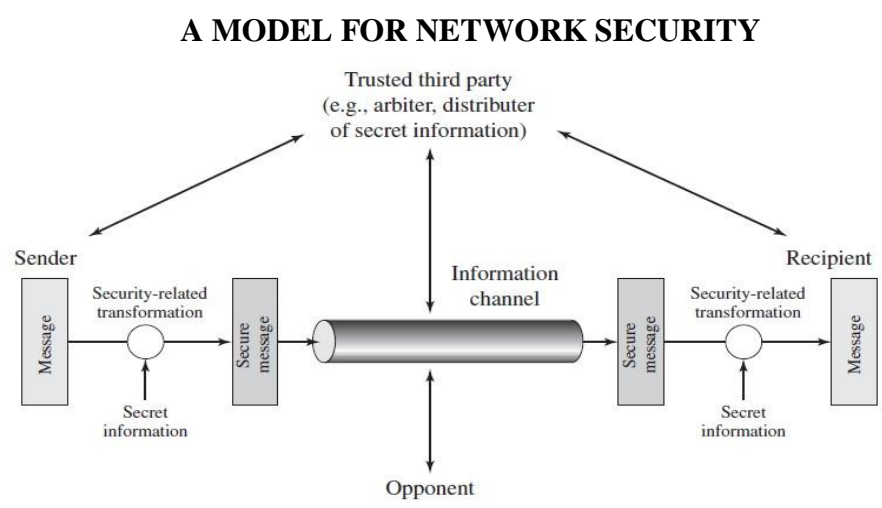 A MODEL FOR NETWORK SECURITY
Trusted third party
(e.g., arbiter, distributer
of secret information)
Sender
Recipient
Information
channel
Security-related
transformation
Security-related
transformation
Message
Secure
message
Secure
message
Message
Secret
information
Secret
information
Opponent